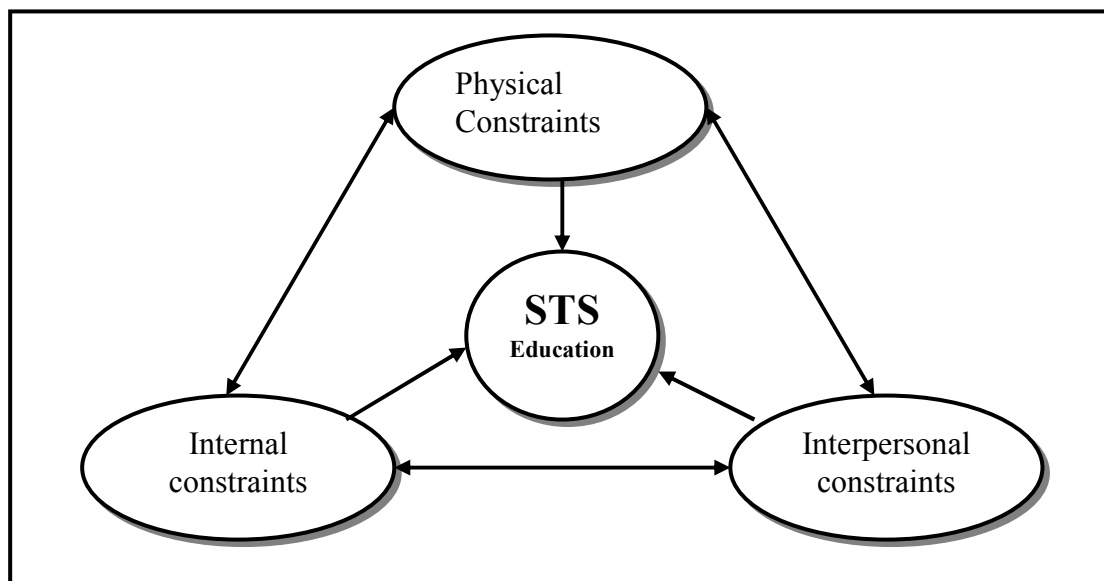 Physical
Constraints
STS
Education
Internal
constraints
Interpersonal
constraints